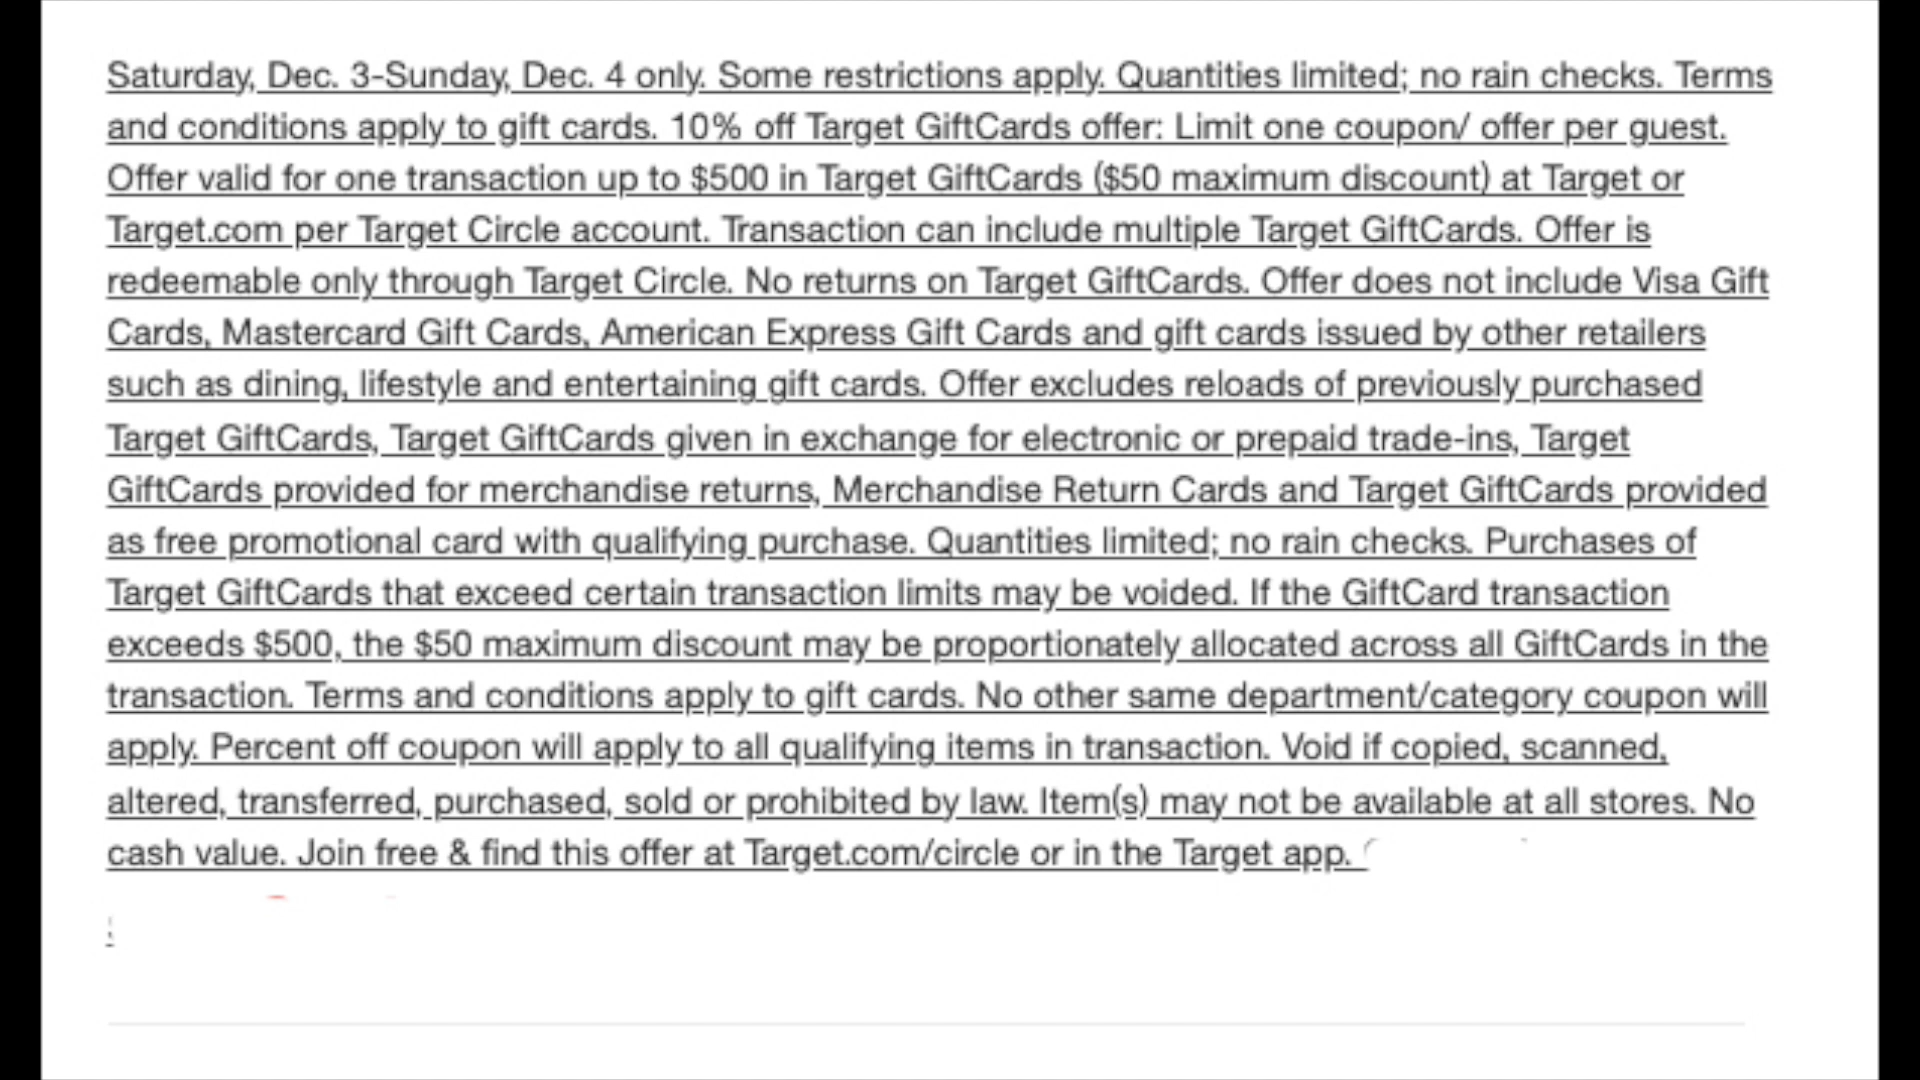 Saturday, Dec. 3-Sunday, Dec. 4 only. Some restrictions apply. Quantities limited; no rain checks. Terms
and conditions apply to gift cards. 10% off Target GiftCards offer: Limit one coupon/ offer per guest.
Offer valid for one transaction up to $500 in Target GiftCards ($50 maximum discount) at Target or
Target.com per Target Circle account. Transaction can include multiple Target GiftCards. Offer is
redeemable only through Target Circle. No returns on Target GiftCards. Offer does not include Visa Gift
Cards, Mastercard Gift Cards, American Express Gift Cards and gift cards issued by other retailers
such as dining, lifestyle and entertaining gift cards. Offer excludes reloads of previously purchased
Target GiftCards, Target GiftCards given in exchange for electronic or prepaid trade-ins, Target
GiftCards provided for merchandise returns, Merchandise Return Cards and Target GiftCards provided
as free promotional card with qualifying purchase. Quantities limited; no rain checks. Purchases of
Target GiftCards that exceed certain transaction limits may be voided. If the GiftCard transaction
exceeds $500, the $50 maximum discount may be proportionately allocated across all GiftCards in the
transaction. Terms and conditions apply to gift cards. No other same department/category coupon will
apply. Percent off coupon will apply to all qualifying items in transaction. Void if copied, scanned,
altered, transferred, purchased, sold or prohibited by law. Item(s) may not be available at all stores. No
cash value. Join free & find this offer at Target.com/circle or in the Target app.